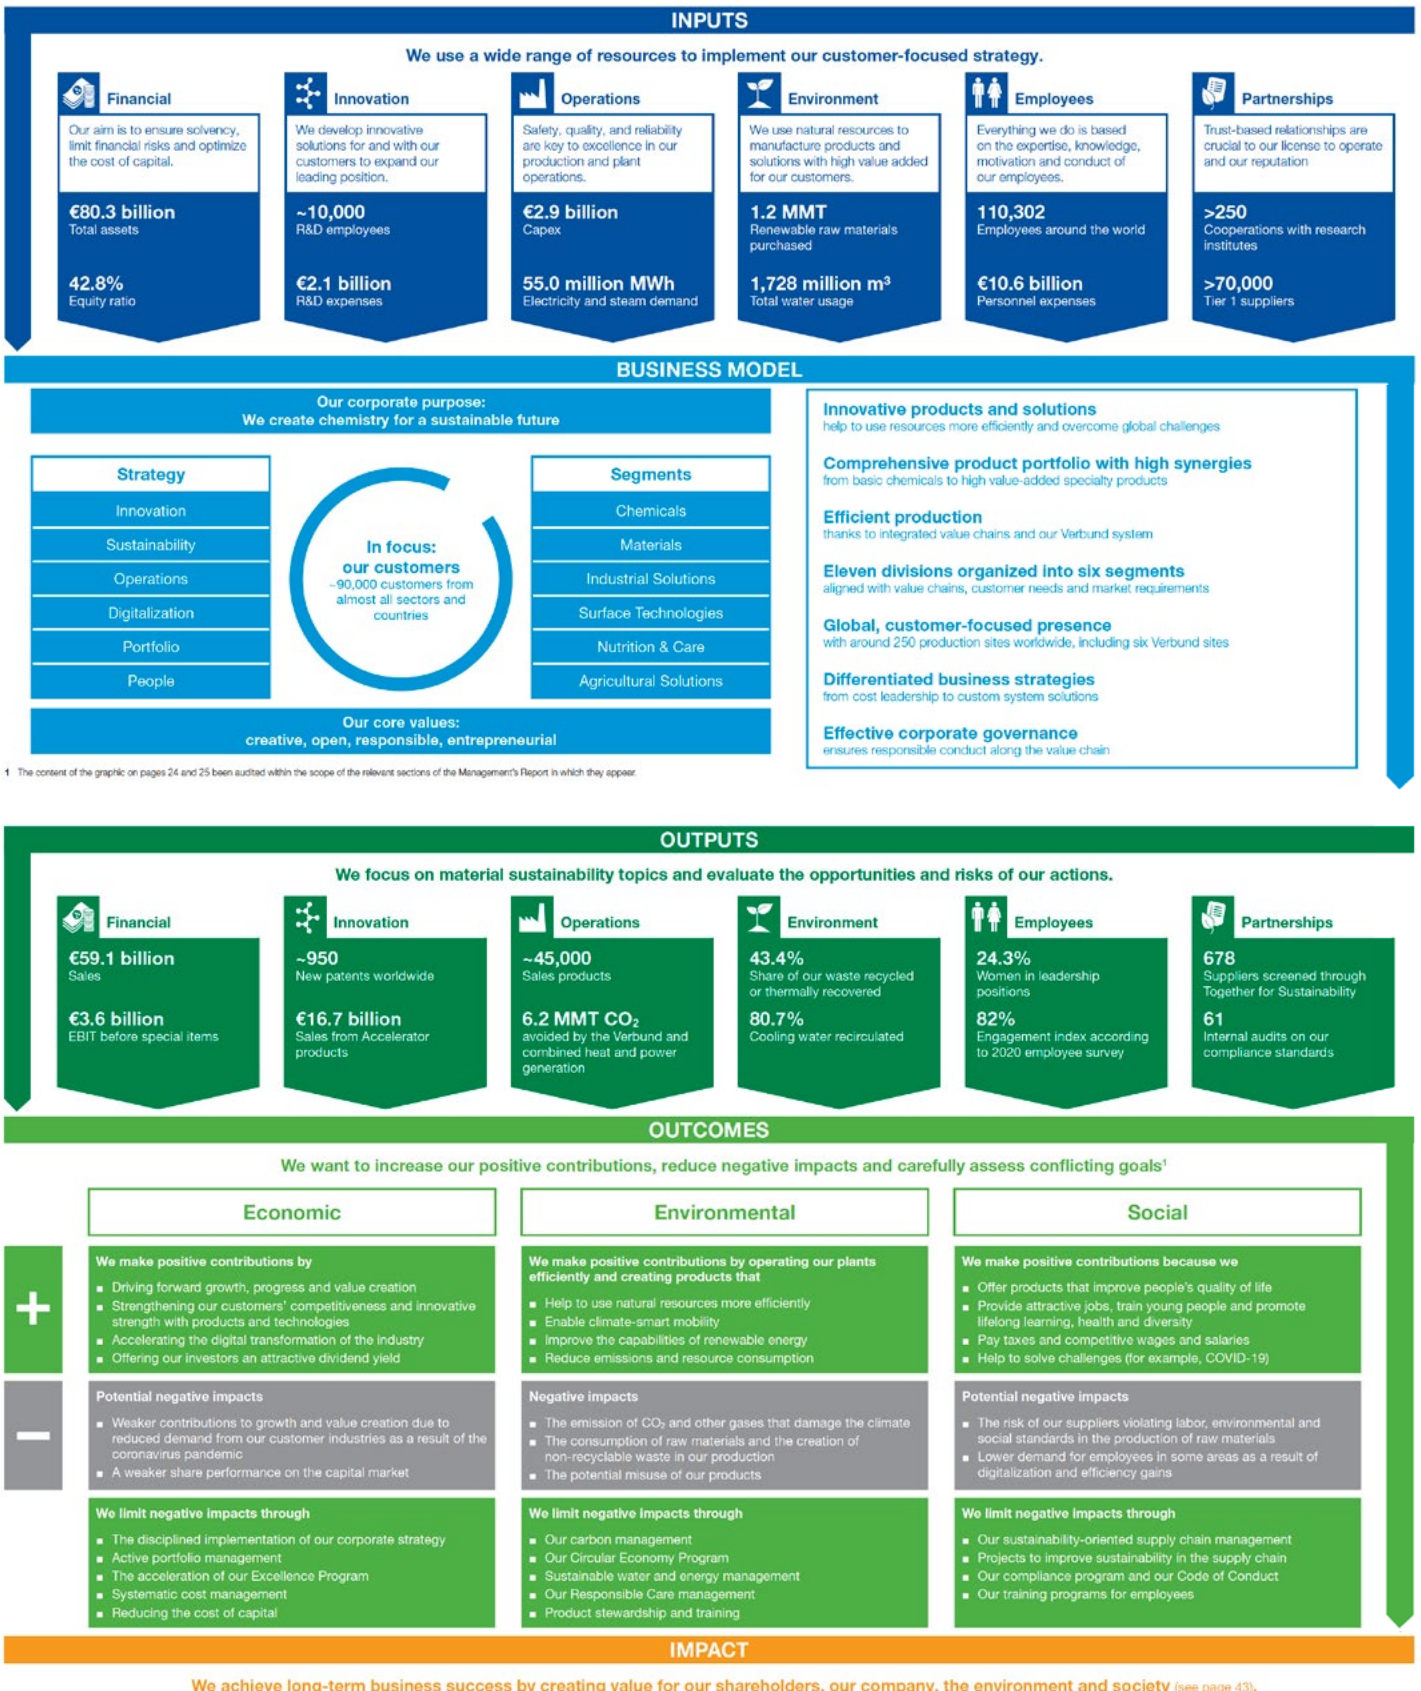 INPUTS
We use a wide range of resources to implement our customer-focused strategy.
Financial
Our aim is to ensure solvency,
limit financial risks and optimize
the cost of capital.
€80.3 billion
Total assets
42.8%
Equity ratio
Innovation
We develop innovative
solutions for and with our
customers to expand our
leading position.
~10,000
R&D employees
€2.1 billion
R&D expenses
Operations
Safety, quality, and reliability
are key to excellence in our
production and plant
operations.
€2.9 billion
Capex
55.0 million MWh
Electricity and steam demand
Environment
We use natural resources to
manufacture products and
solutions with high value added
for our customers.
1.2 MMT
Renewable raw materials
purchased
1,728 million m³
Total water usage
Employees
Everything we do is based
on the expertise, knowledge,
motivation and conduct of
our employees.
110,302
Employees around the world
€10.6 billion
Personnel expenses
Partnerships
Trust-based relationships are
crucial to our license to operate
and our reputation
>250
Cooperations with research
institutes
>70,000
Tier 1 suppliers
BUSINESS MODEL
Our corporate purpose:
We create chemistry for a sustainable future
Strategy
Innovation
Sustainability
Operations
Digitalization
Portfolio
People
In focus:
our customers
~90,000 customers from
almost all sectors and
countries
Segments
Chemicals
Materials
Industrial Solutions
Surface Technologies
Nutrition & Care
Agricultural Solutions
Our core values:
creative, open, responsible, entrepreneurial
Innovative products and solutions
help to use resources more efficiently and overcome global challenges
Comprehensive product portfolio with high synergies
from basic chemicals to high value-added specialty products
Efficient production
thanks to integrated value chains and our Verbund system
Eleven divisions organized into six segments
aligned with value chains, customer needs and market requirements
Global, customer-focused presence
with around 250 production sites worldwide, including six Verbund sites
Differentiated business strategies
from cost leadership to custom system solutions
Effective corporate governance
ensures responsible conduct along the value chain
1 The content of the graphic on pages 24 and 25 been audited within the scope of the relevant sections of the Management's Report in which they appear.
OUTPUTS
We focus on material sustainability topics and evaluate the opportunities and risks of our actions.
Financial
€59.1 billion
Sales
€3.6 billion
EBIT before special items
Innovation
~950
New patents worldwide
€16.7 billion
Sales from Accelerator
products
Operations
~45,000
Sales products
6.2 MMT CO₂
avoided by the Verbund and
combined heat and power
generation
Environment
43.4%
Share of our waste recycled
or thermally recovered
80.7%
Cooling water recirculated
Employees
24.3%
Women in leadership
positions
82%
Engagement index according
to 2020 employee survey
Partnerships
678
Suppliers screened through
Together for Sustainability
61
Internal audits on our
compliance standards
OUTCOMES
We want to increase our positive contributions, reduce negative impacts and carefully assess conflicting goals¹
Economic
Environmental
Social
+
We make positive contributions by
▪ Driving forward growth, progress and value creation
▪ Strengthening our customers' competitiveness and innovative
strength with products and technologies
▪ Accelerating the digital transformation of the industry
▪ Offering our investors an attractive dividend yield
We make positive contributions by operating our plants
efficiently and creating products that
▪ Help to use natural resources more efficiently
▪ Enable climate-smart mobility
▪ Improve the capabilities of renewable energy
▪ Reduce emissions and resource consumption
We make positive contributions because we
▪ Offer products that improve people's quality of life
▪ Provide attractive jobs, train young people and promote
lifelong learning, health and diversity
▪ Pay taxes and competitive wages and salaries
▪ Help to solve challenges (for example, COVID-19)
−
Potential negative impacts
▪ Weaker contributions to growth and value creation due to
reduced demand from our customer industries as a result of the
coronavirus pandemic
▪ A weaker share performance on the capital market
Negative impacts
▪ The emission of CO₂ and other gases that damage the climate
▪ The consumption of raw materials and the creation of
non-recyclable waste in our production
▪ The potential misuse of our products
Potential negative impacts
▪ The risk of our suppliers violating labor, environmental and
social standards in the production of raw materials
▪ Lower demand for employees in some areas as a result of
digitalization and efficiency gains
We limit negative impacts through
▪ The disciplined implementation of our corporate strategy
▪ Active portfolio management
▪ The acceleration of our Excellence Program
▪ Systematic cost management
▪ Reducing the cost of capital
We limit negative impacts through
▪ Our carbon management
▪ Our Circular Economy Program
▪ Sustainable water and energy management
▪ Our Responsible Care management
▪ Product stewardship and training
We limit negative impacts through
▪ Our sustainability-oriented supply chain management
▪ Projects to improve sustainability in the supply chain
▪ Our compliance program and our Code of Conduct
▪ Our training programs for employees
IMPACT
We achieve long-term business success by creating value for our shareholders, our company, the environment and society (see page 43).